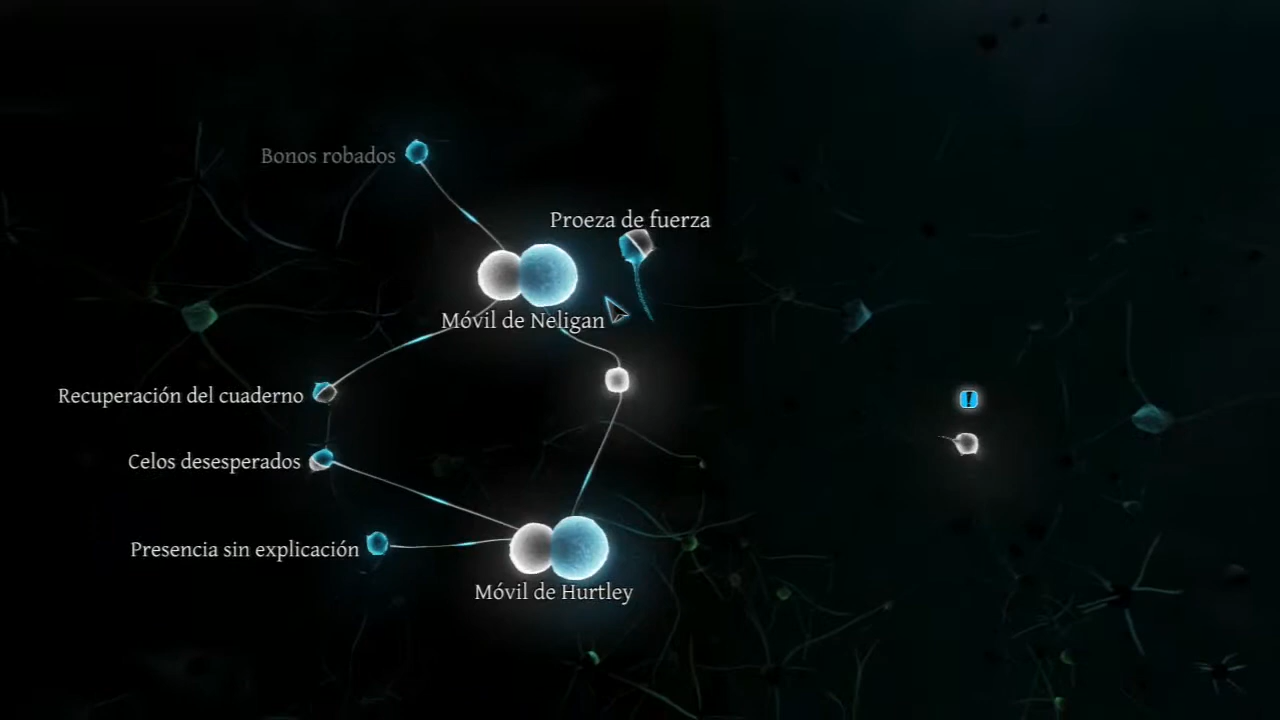 Bonos robados
Proeza de fuerza
Móvil de Neligan
Recuperación del cuaderno
!
Celos desesperados
Presencia sin explicación
Móvil de Hurtley